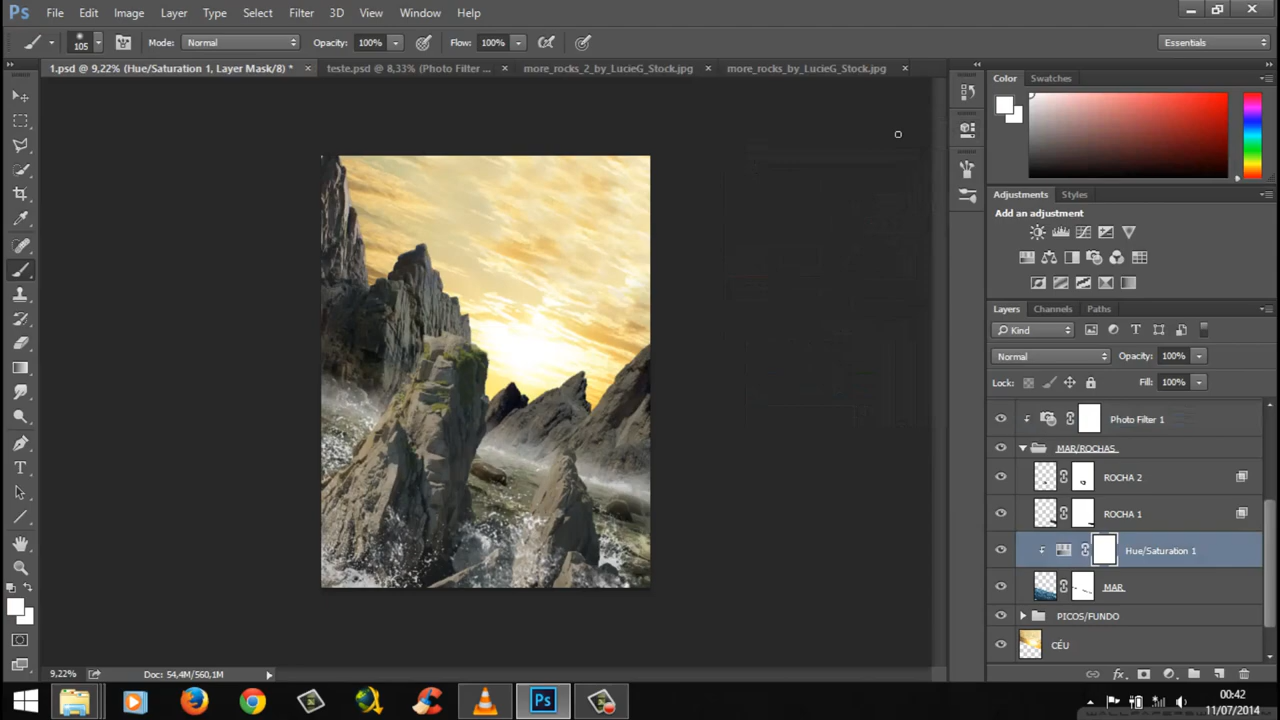 Ps File Edit Image Layer Type Select Filter 3D View Window Help
105 Mode: Normal Opacity: 100% Flow: 100% Essentials
1.psd @ 9,22% (Hue/Saturation 1, Layer Mask/8) * × teste.psd @ 8,33% (Photo Filter ... × more_rocks_2_by_LucieG_Stock.jpg × more_rocks_by_LucieG_Stock.jpg ×
Color Swatches
Adjustments Styles
Add an adjustment
Layers Channels Paths
Kind
Normal Opacity: 100%
Lock: Fill: 100%
Photo Filter 1
MAR/ROCHAS
ROCHA 2
ROCHA 1
Hue/Saturation 1
MAR
PICOS/FUNDO
CÉU
9,22% Doc: 54,4M/560,1M
Ps 00:42
11/07/2014